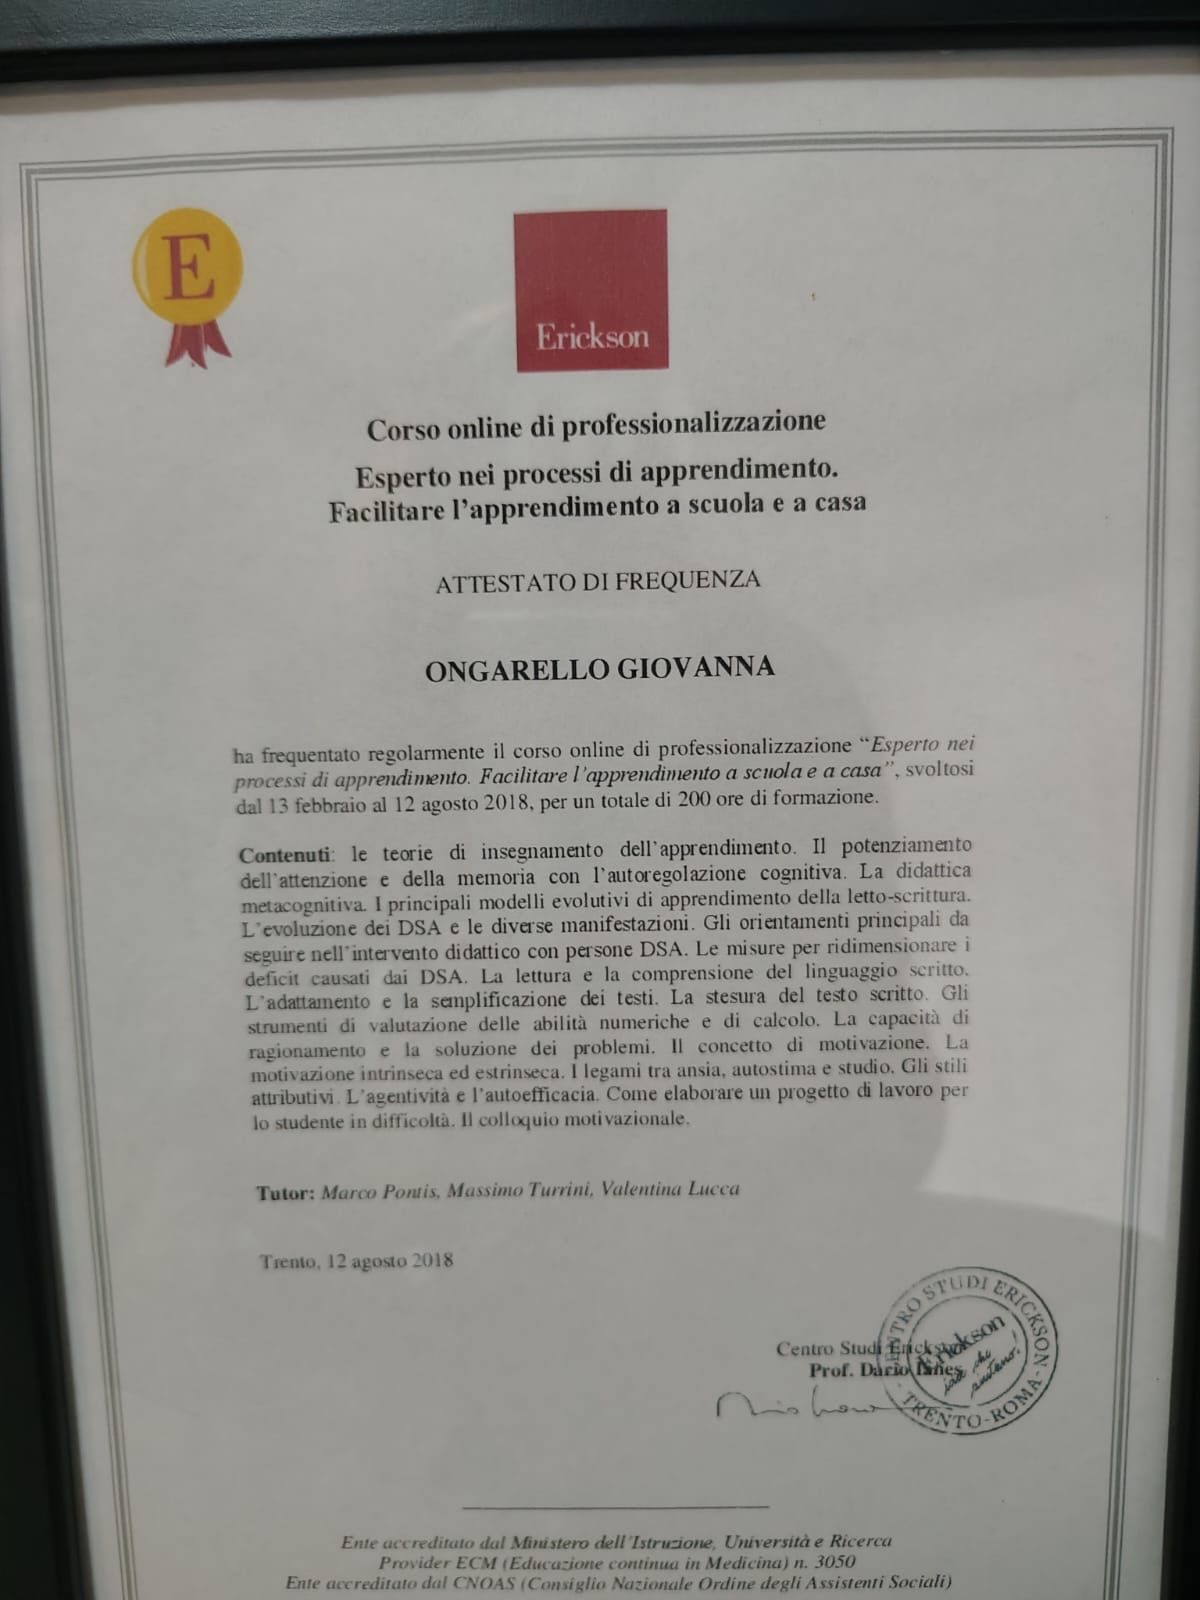 E
Erickson
Corso online di professionalizzazione
Esperto nei processi di apprendimento.
Facilitare l'apprendimento a scuola e a casa
ATTESTATO DI FREQUENZA
ONGARELLO GIOVANNA
ha frequentato regolarmente il corso online di professionalizzazione "Esperto nei
processi di apprendimento. Facilitare l'apprendimento a scuola e a casa", svoltosi
dal 13 febbraio al 12 agosto 2018, per un totale di 200 ore di formazione.
Contenuti: le teorie di insegnamento dell'apprendimento. Il potenziamento
dell'attenzione e della memoria con l'autoregolazione cognitiva. La didattica
metacognitiva. I principali modelli evolutivi di apprendimento della letto-scrittura.
L'evoluzione dei DSA e le diverse manifestazioni. Gli orientamenti principali da
seguire nell'intervento didattico con persone DSA. Le misure per ridimensionare i
deficit causati dai DSA. La lettura e la comprensione del linguaggio scritto.
L'adattamento e la semplificazione dei testi. La stesura del testo scritto. Gli
strumenti di valutazione delle abilità numeriche e di calcolo. La capacità di
ragionamento e la soluzione dei problemi. Il concetto di motivazione. La
motivazione intrinseca ed estrinseca. I legami tra ansia, autostima e studio. Gli stili
attributivi. L'agentività e l'autoefficacia. Come elaborare un progetto di lavoro per
lo studente in difficoltà. Il colloquio motivazionale.
Tutor: Marco Pontis, Massimo Turrini, Valentina Lucca
Trento, 12 agosto 2018
Centro Studi Erickson
Prof. Dario Ianes
CENTRO STUDI ERICKSON
Erickson
TRENTO-ROMA
Ente accreditato dal Ministero dell'Istruzione, Università e Ricerca
Provider ECM (Educazione continua in Medicina) n. 3050
Ente accreditato dal CNOAS (Consiglio Nazionale Ordine degli Assistenti Sociali)